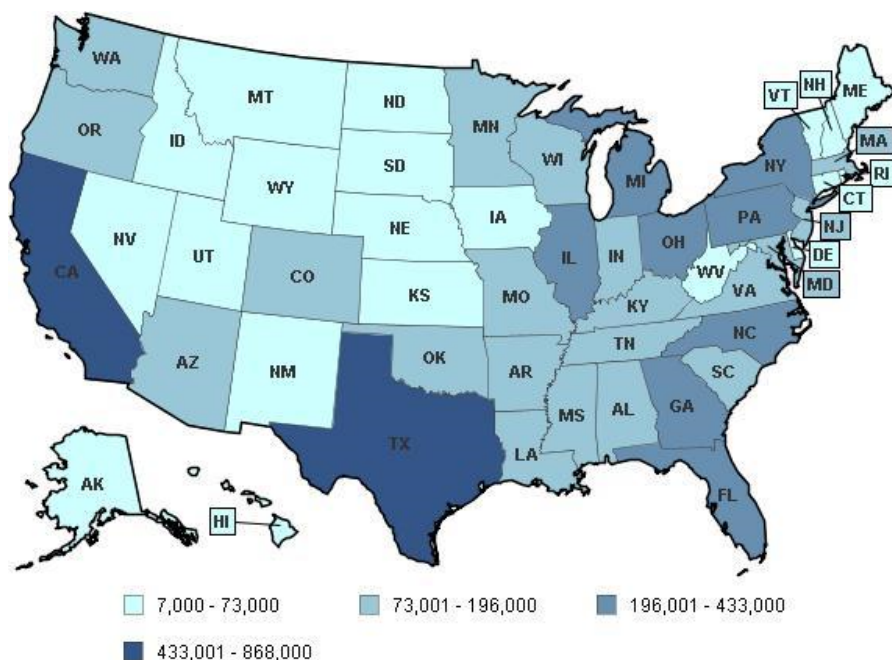 WA
MT
ND
MN
VT
NH
ME
OR
ID
SD
WI
MI
NY
MA
RI
CT
WY
NE
IA
PA
NJ
NV
UT
CO
KS
IL
IN
OH
WV
DE
MD
VA
CA
MO
KY
NC
AZ
NM
OK
AR
TN
SC
MS
AL
GA
TX
LA
FL
AK
HI
7,000 - 73,000
73,001 - 196,000
196,001 - 433,000
433,001 - 868,000